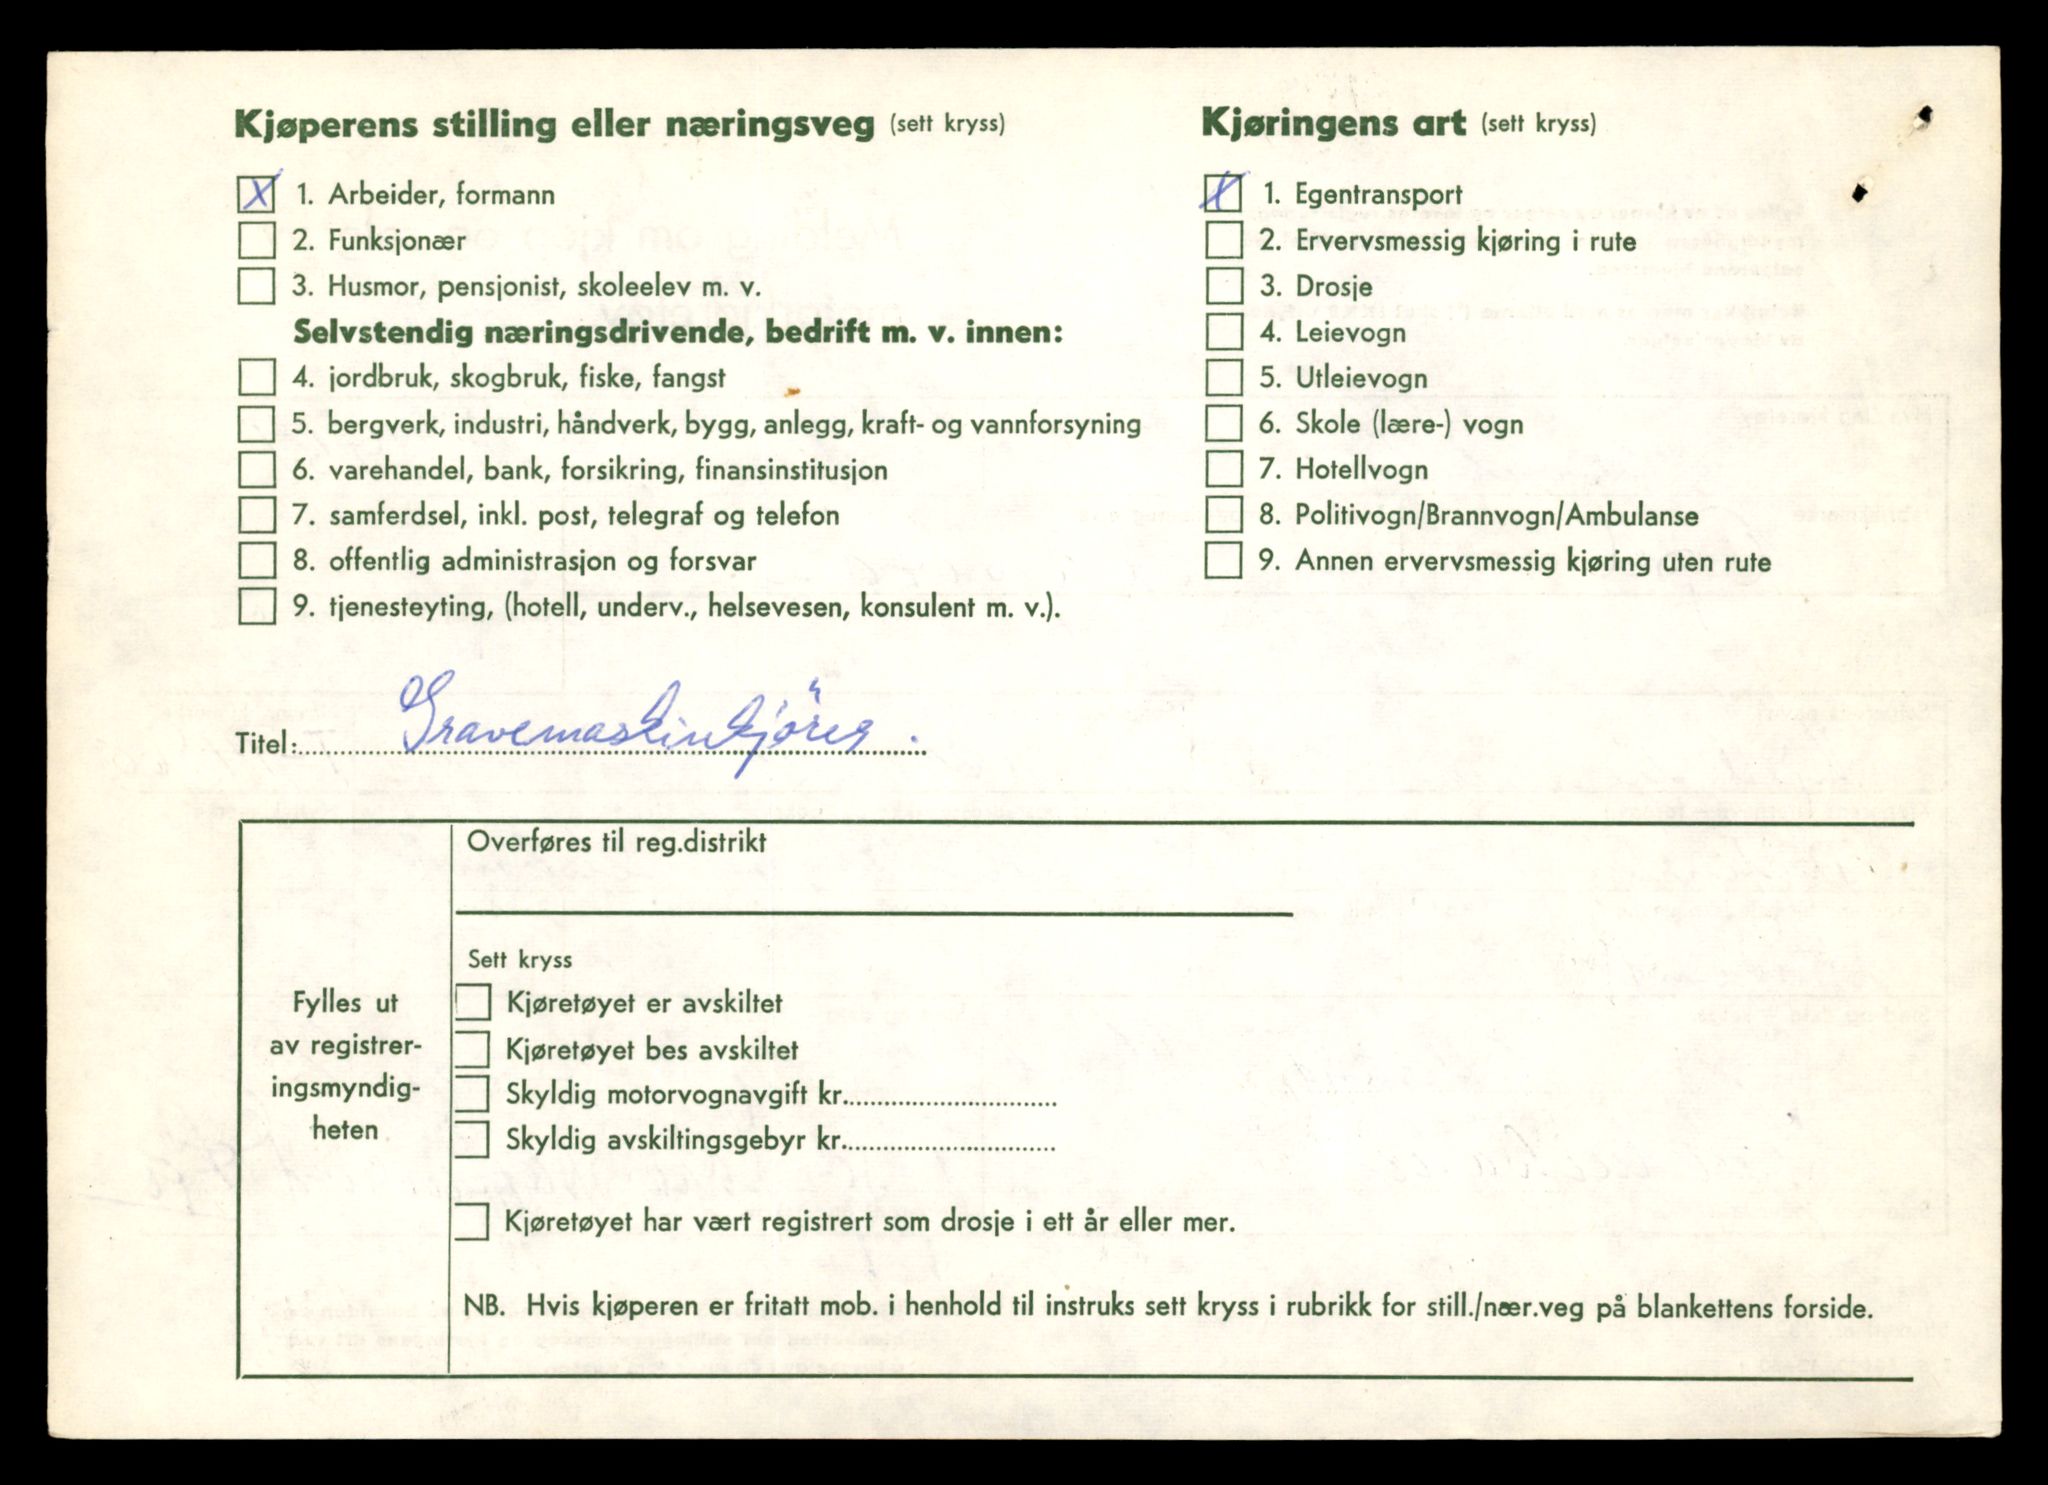 Kjøperens stilling eller næringsveg (sett kryss)
X 1. Arbeider, formann
2. Funksjonær
3. Husmor, pensjonist, skoleelev m. v.
Selvstendig næringsdrivende, bedrift m. v. innen:
4. jordbruk, skogbruk, fiske, fangst
5. bergverk, industri, håndverk, bygg, anlegg, kraft- og vannforsyning
6. varehandel, bank, forsikring, finansinstitusjon
7. samferdsel, inkl. post, telegraf og telefon
8. offentlig administrasjon og forsvar
9. tjenesteyting, (hotell, underv., helsevesen, konsulent m. v.).
Kjøringens art (sett kryss)
X 1. Egentransport
2. Ervervsmessig kjøring i rute
3. Drosje
4. Leievogn
5. Utleievogn
6. Skole (lære-) vogn
7. Hotellvogn
8. Politivogn/Brannvogn/Ambulanse
9. Annen ervervsmessig kjøring uten rute
Titel: Gravemaskinkjörer.
Fylles ut
av registrer-
ingsmyndig-
heten
Overføres til reg.distrikt
Sett kryss
Kjøretøyet er avskiltet
Kjøretøyet bes avskiltet
Skyldig motorvognavgift kr.
Skyldig avskiltingsgebyr kr.
Kjøretøyet har vært registrert som drosje i ett år eller mer.
NB. Hvis kjøperen er fritatt mob. i henhold til instruks sett kryss i rubrikk for still./nær.veg på blankettens forside.